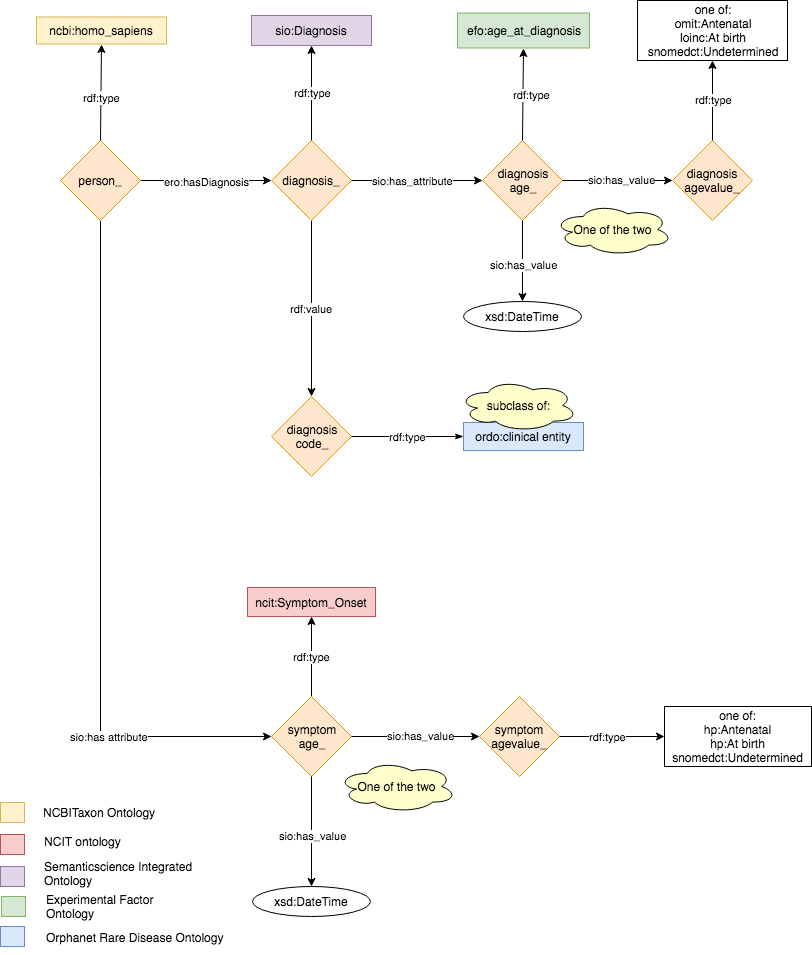 ncbi:homo_sapiens
sio:Diagnosis
efo:age_at_diagnosis
one of:
omit:Antenatal
loinc:At birth
snomedct:Undetermined
rdf:type
rdf:type
rdf:type
rdf:type
person_
ero:hasDiagnosis
diagnosis_
sio:has_attribute
diagnosis
age_
sio:has_value
diagnosis
agevalue_
One of the two
sio:has_value
rdf:value
xsd:DateTime
subclass of:
diagnosis
code_
rdf:type
ordo:clinical entity
ncit:Symptom_Onset
rdf:type
sio:has attribute
symptom
age_
sio:has_value
symptom
agevalue_
rdf:type
one of:
hp:Antenatal
hp:At birth
snomedct:Undetermined
One of the two
sio:has_value
xsd:DateTime
NCBITaxon Ontology
NCIT ontology
Semanticscience Integrated
Ontology
Experimental Factor
Ontology
Orphanet Rare Disease Ontology